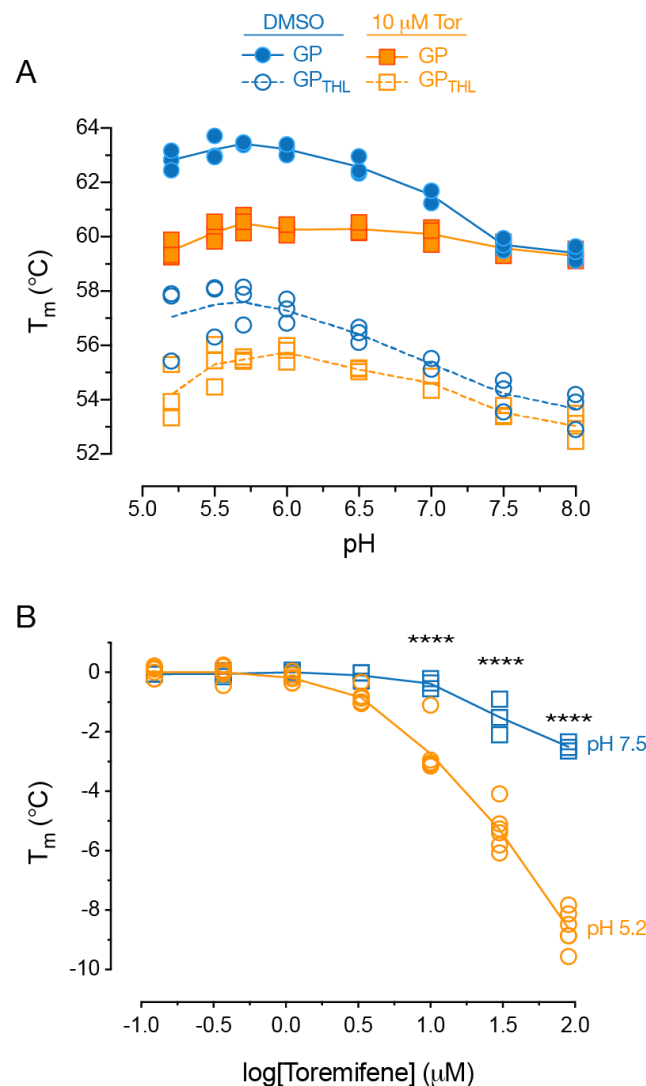 DMSO 10 μM Tor
GP GP
GPTHL GPTHL
A
64
62
60
58
56
54
52
Tm (°C)
5.0 5.5 6.0 6.5 7.0 7.5 8.0
pH
B
**** **** ****
0
-2
-4
-6
-8
-10
Tm (°C)
pH 7.5
pH 5.2
-1.0 -0.5 0.0 0.5 1.0 1.5 2.0
log[Toremifene] (μM)